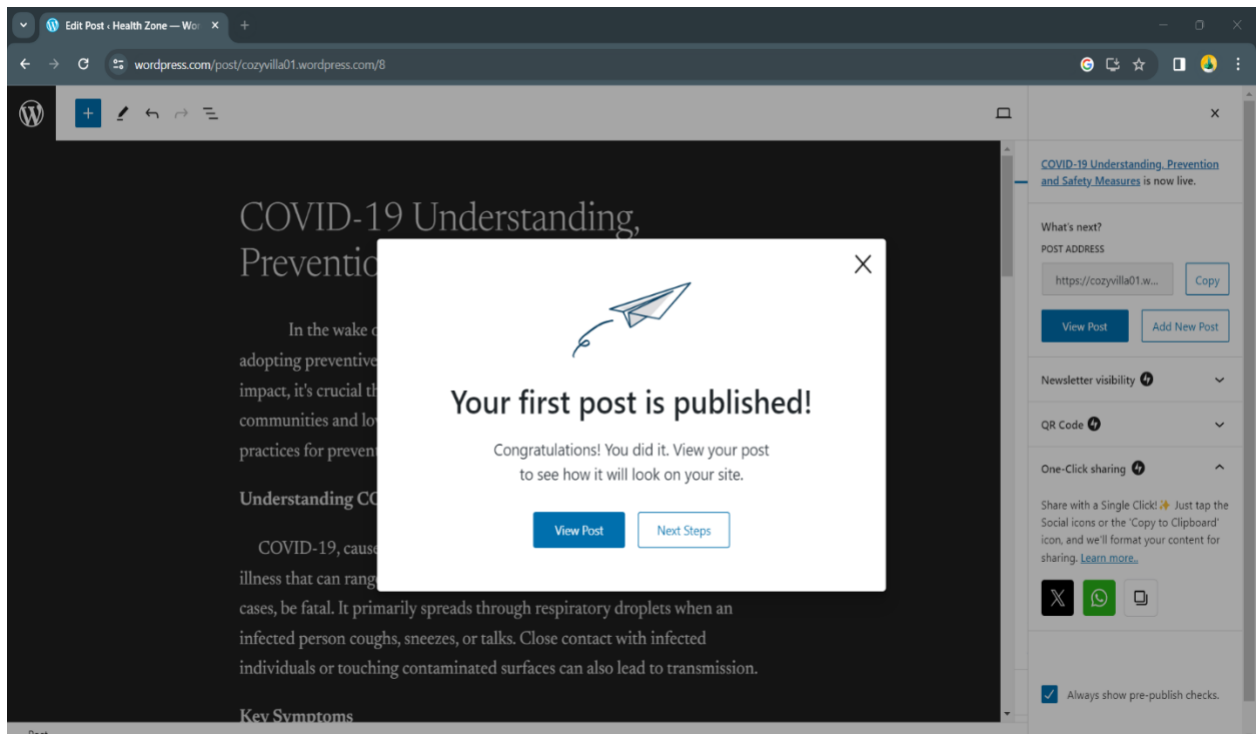 Edit Post ‹ Health Zone — Wor
wordpress.com/post/cozyvilla01.wordpress.com/8
COVID-19 Understanding, Prevention
and Safety Measures is now live.
What's next?
POST ADDRESS
https://cozyvilla01.w...
Copy
View Post
Add New Post
Newsletter visibility
QR Code
One-Click sharing
Share with a Single Click!✨ Just tap the
Social icons or the 'Copy to Clipboard'
icon, and we'll format your content for
sharing. Learn more..
Always show pre-publish checks.
COVID-19 Understanding,
Preventio
In the wake o
adopting preventive
impact, it's crucial th
communities and lo
practices for preven
Understanding CO
COVID-19, cause
illness that can rang
cases, be fatal. It primarily spreads through respiratory droplets when an
infected person coughs, sneezes, or talks. Close contact with infected
individuals or touching contaminated surfaces can also lead to transmission.
Key Symptoms
Your first post is published!
Congratulations! You did it. View your post
to see how it will look on your site.
View Post
Next Steps